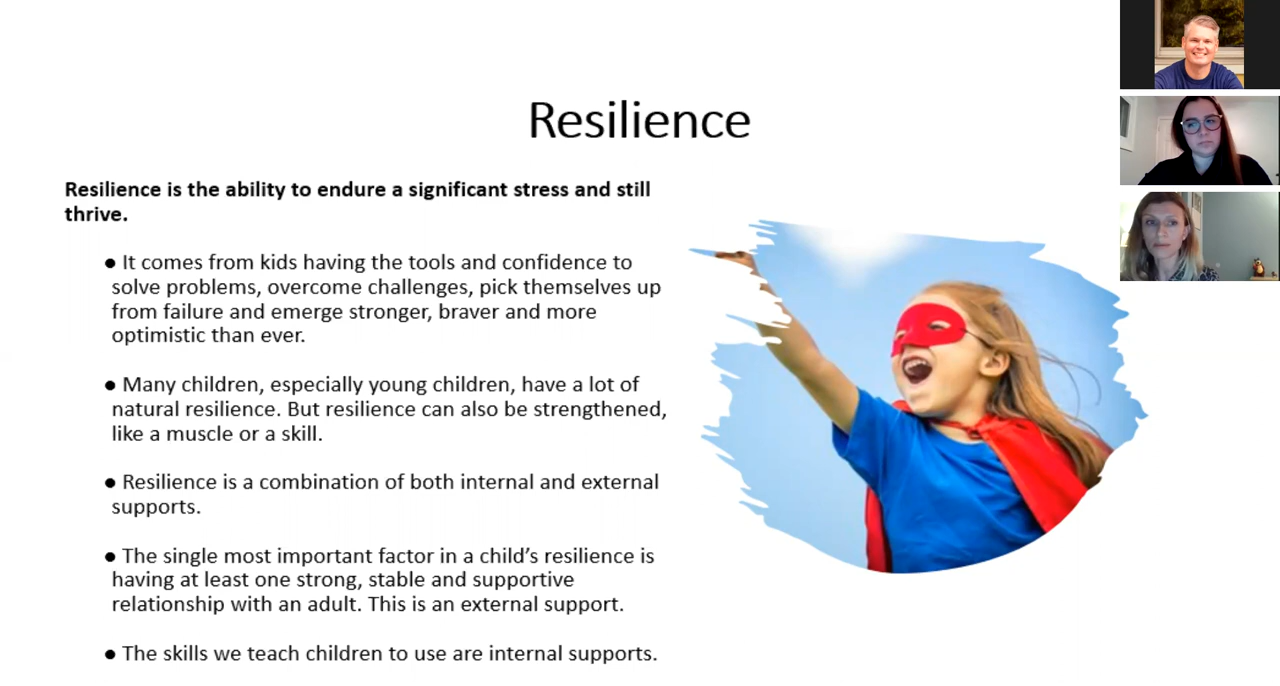 Resilience
Resilience is the ability to endure a significant stress and still
thrive.
● It comes from kids having the tools and confidence to
solve problems, overcome challenges, pick themselves up
from failure and emerge stronger, braver and more
optimistic than ever.
● Many children, especially young children, have a lot of
natural resilience. But resilience can also be strengthened,
like a muscle or a skill.
● Resilience is a combination of both internal and external
supports.
● The single most important factor in a child’s resilience is
having at least one strong, stable and supportive
relationship with an adult. This is an external support.
● The skills we teach children to use are internal supports.